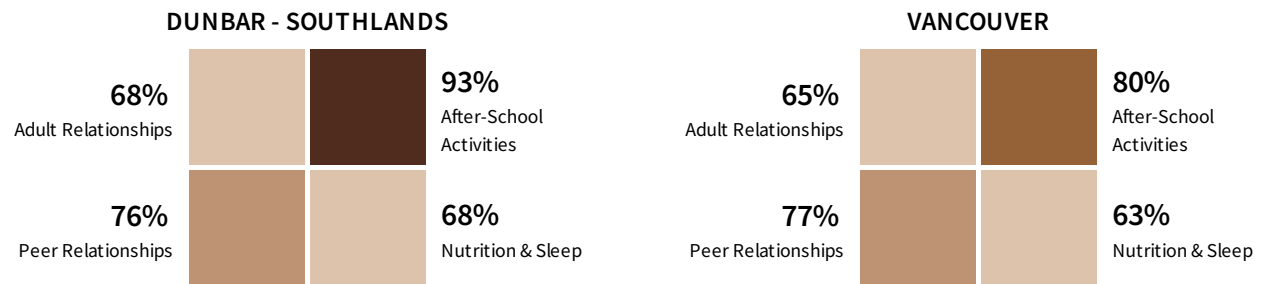 DUNBAR - SOUTHLANDS
68%
Adult Relationships
93%
After-School
Activities
76%
Peer Relationships
68%
Nutrition & Sleep
VANCOUVER
65%
Adult Relationships
80%
After-School
Activities
77%
Peer Relationships
63%
Nutrition & Sleep